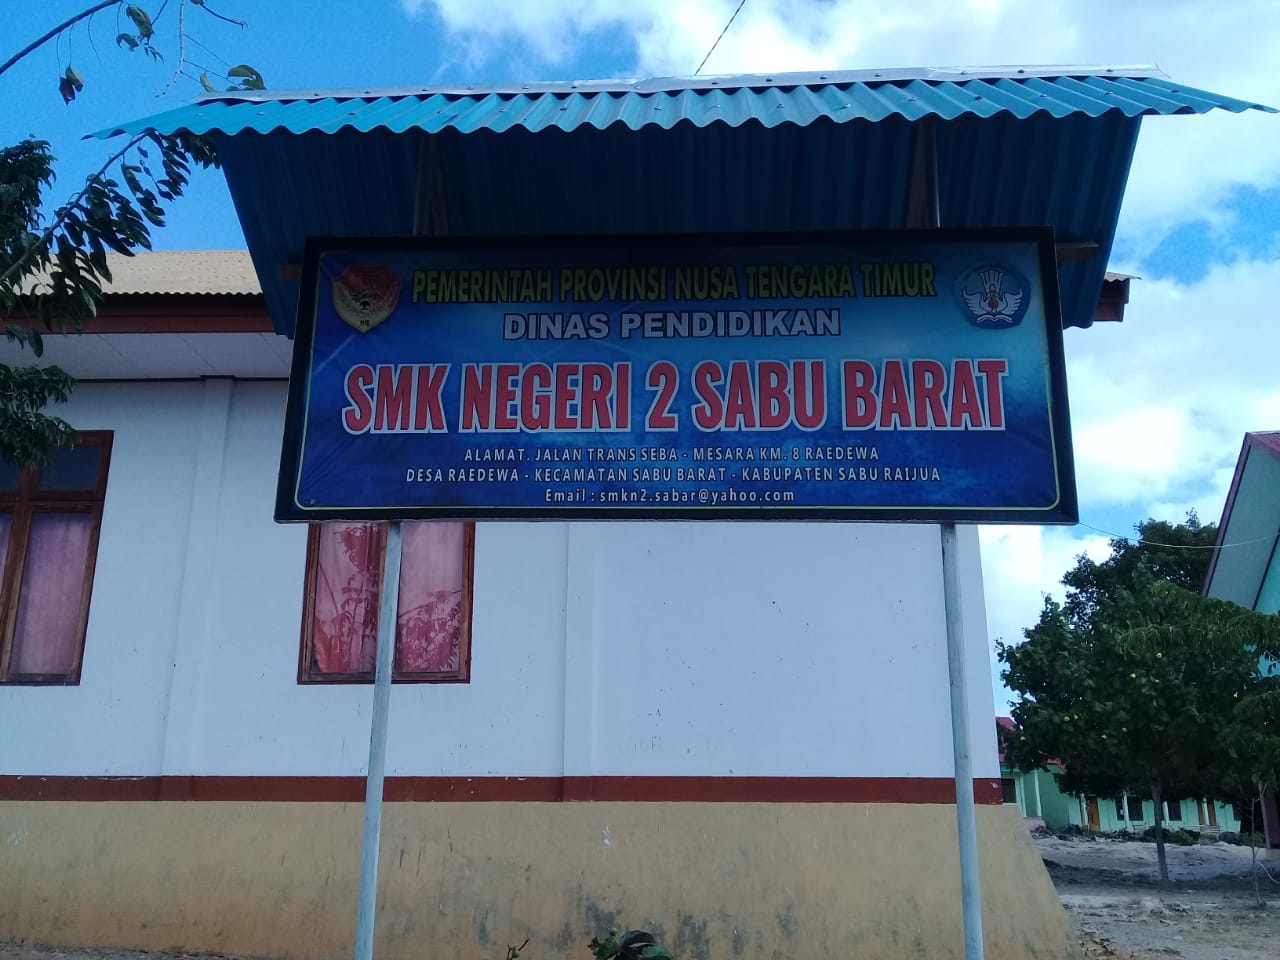 PEMERINTAH PROVINSI NUSA TENGGARA TIMUR
DINAS PENDIDIKAN
SMK NEGERI 2 SABU BARAT
ALAMAT. JALAN TRANS SEBA - MESARA KM. 8 RAEDEWA
DESA RAEDEWA - KECAMATAN SABU BARAT - KABUPATEN SABU RAIJUA
Email : smkn2.sabar@yahoo.com